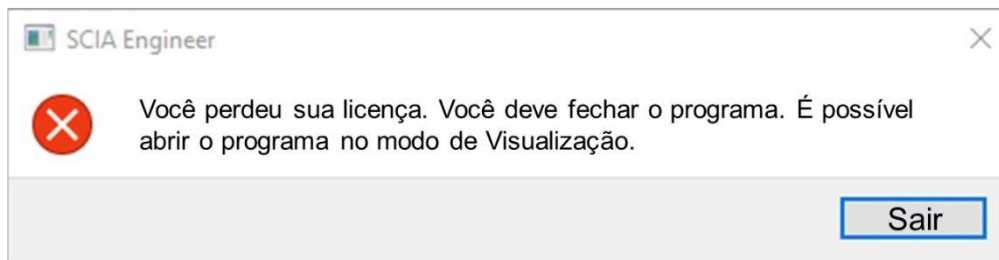 SCIA Engineer
Você perdeu sua licença. Você deve fechar o programa. É possível
abrir o programa no modo de Visualização.
Sair